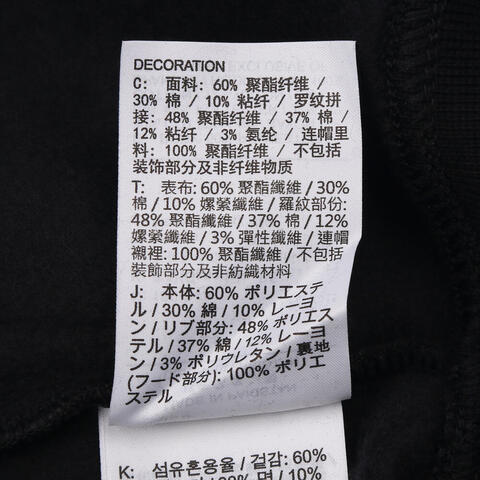 DECORATION
C: 面料: 60% 聚酯纤维 /
30% 棉 / 10% 粘纤 / 罗纹拼
接: 48% 聚酯纤维 / 37% 棉 /
12% 粘纤 / 3% 氨纶 / 连帽里
料: 100% 聚酯纤维 / 不包括
装饰部分及非纤维物质
T: 表布: 60% 聚酯纖維 / 30%
棉 / 10% 嫘縈纖維 / 羅紋部份:
48% 聚酯纖維 / 37% 棉 / 12%
嫘縈纖維 / 3% 彈性纖維 / 連帽
襯裡: 100% 聚酯纖維 / 不包括
裝飾部分及非紡織材料
J: 本体: 60% ポリエステ
ル / 30% 綿 / 10% レーヨ
ン / リブ部分: 48% ポリエス
テル / 37% 綿 / 12% レーヨ
ン / 3% ポリウレタン / 裏地
(フード部分): 100% ポリエ
ステル
K: 섬유혼용율 / 겉감: 60%
면 / 10%